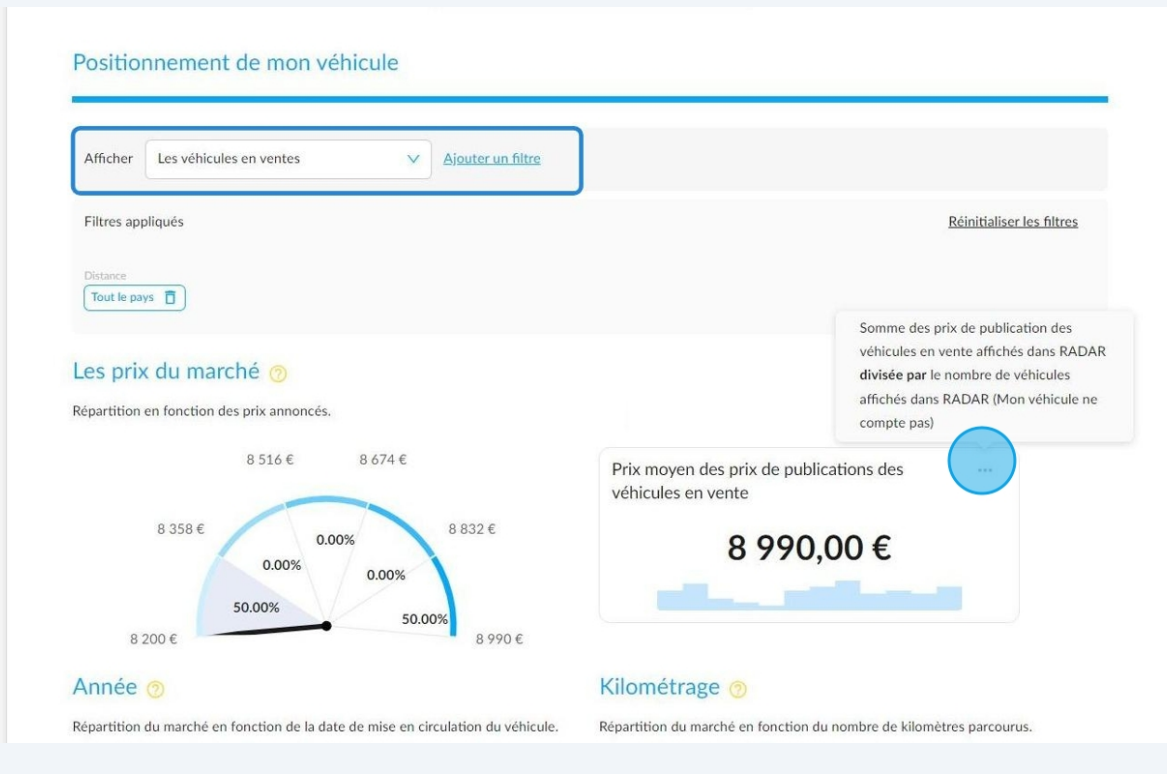 Positionnement de mon véhicule
Afficher Les véhicules en ventes Ajouter un filtre
Filtres appliqués Réinitialiser les filtres
Distance
Tout le pays
Somme des prix de publication des
véhicules en vente affichés dans RADAR
divisée par le nombre de véhicules
affichés dans RADAR (Mon véhicule ne
compte pas)
Les prix du marché ?
Répartition en fonction des prix annoncés.
8 516 € 8 674 €
8 358 € 8 832 €
0.00%
0.00% 0.00%
50.00% 50.00%
8 200 € 8 990 €
Prix moyen des prix de publications des ...
véhicules en vente
8 990,00 €
Année ?
Répartition du marché en fonction de la date de mise en circulation du véhicule.
Kilométrage ?
Répartition du marché en fonction du nombre de kilomètres parcourus.